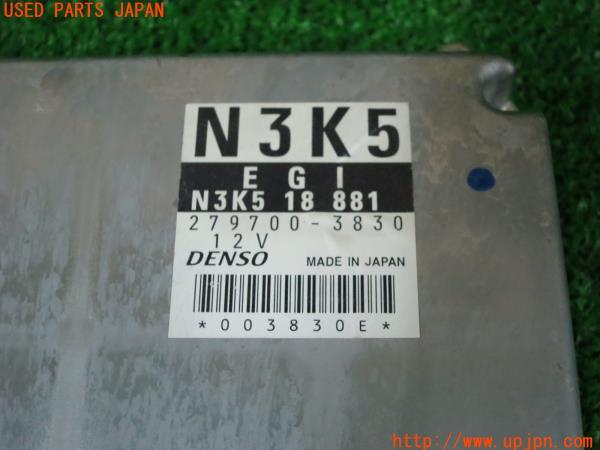 USED PARTS JAPAN
N3K5
EGI
N3K5 18 881
279700-3830
12V
DENSO MADE IN JAPAN
*003830E*
http://www.upjpn.com